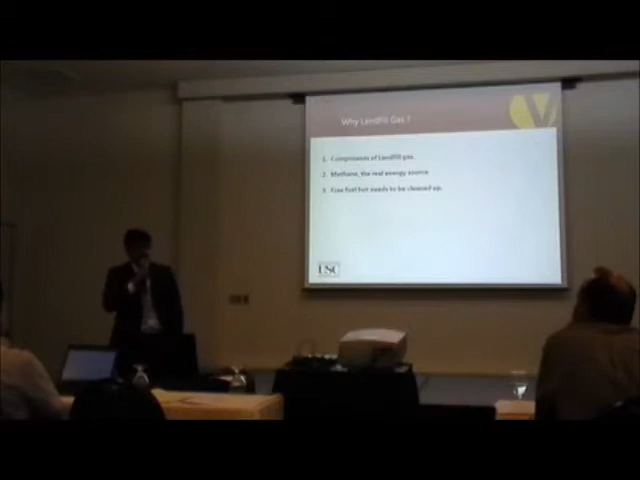 Why Landfill Gas ?
1. Components of Landfill gas.
2. Methane, the real energy source.
3. Free fuel but needs to be cleaned up.
USC